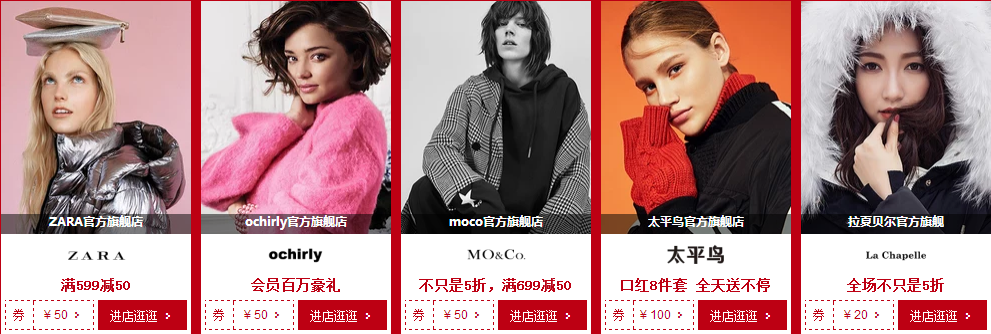 ZARA官方旗舰店
ZARA
满599减50
券 ¥50 >
进店逛逛 >
ochirly官方旗舰店
ochirly
会员百万豪礼
券 ¥50 >
进店逛逛 >
moco官方旗舰店
MO&Co.
不只是5折，满699减50
券 ¥50 >
进店逛逛 >
太平鸟官方旗舰店
太平鸟
口红8件套 全天送不停
券 ¥100 >
进店逛逛 >
拉夏贝尔官方旗舰
La Chapelle
全场不只是5折
券 ¥20 >
进店逛逛 >